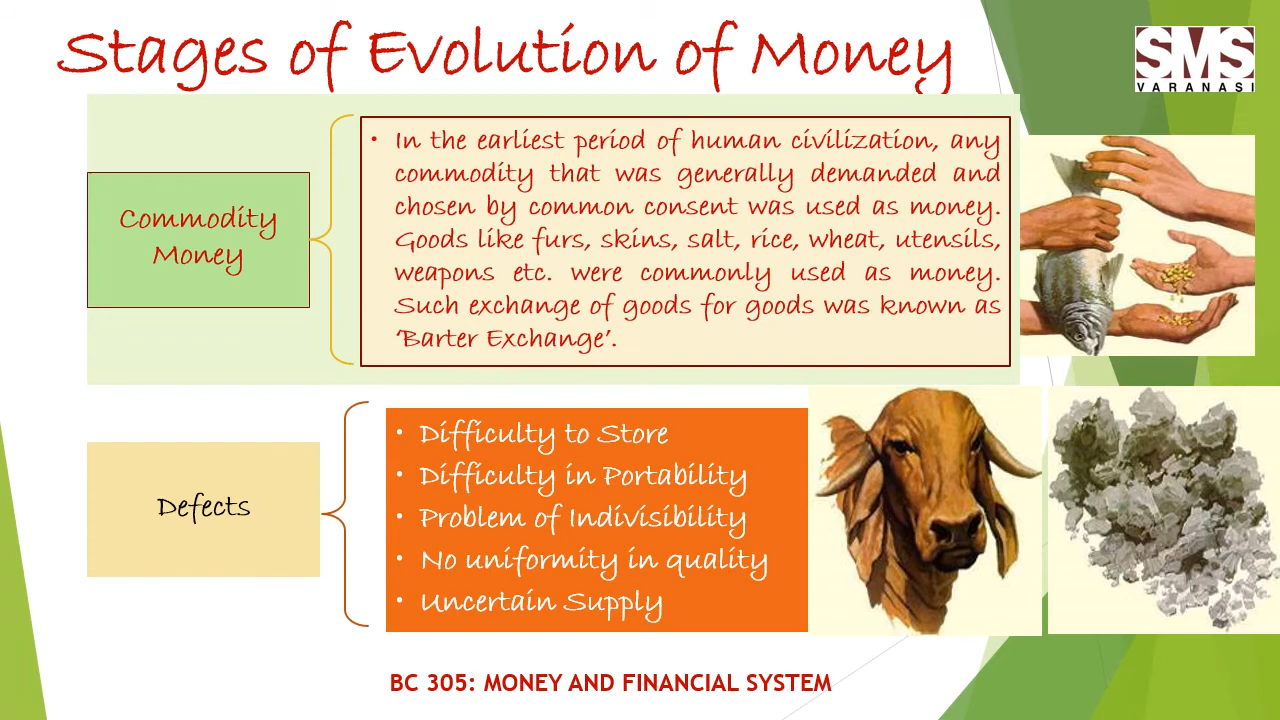 Stages of Evolution of Money
SMS
VARANASI
Commodity
Money
• In the earliest period of human civilization, any
commodity that was generally demanded and
chosen by common consent was used as money.
Goods like furs, skins, salt, rice, wheat, utensils,
weapons etc. were commonly used as money.
Such exchange of goods for goods was known as
‘Barter Exchange’.
Defects
• Difficulty to Store
• Difficulty in Portability
• Problem of Indivisibility
• No uniformity in quality
• Uncertain Supply
BC 305: MONEY AND FINANCIAL SYSTEM